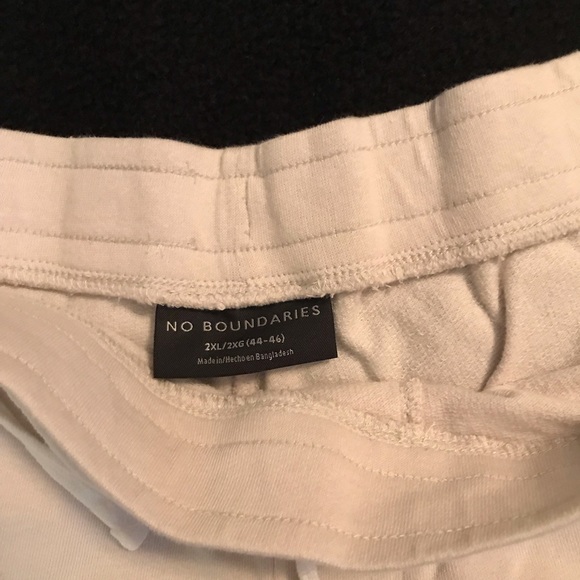 NO BOUNDARIES
2XL/2XG (44-46)
Made in/Hecho en Bangladesh